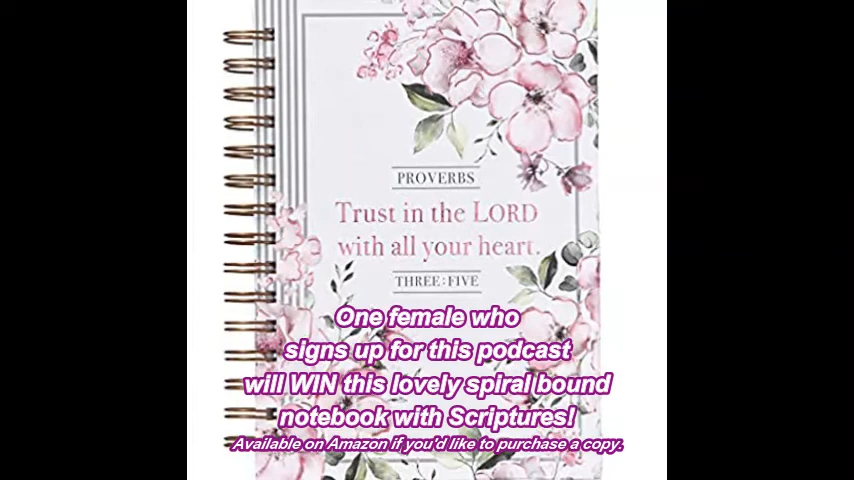 PROVERBS
Trust in the LORD
with all your heart.
THREE:FIVE
One female who
signs up for this podcast
will WIN this lovely spiral bound
notebook with Scriptures!
Available on Amazon if you'd like to purchase a copy.